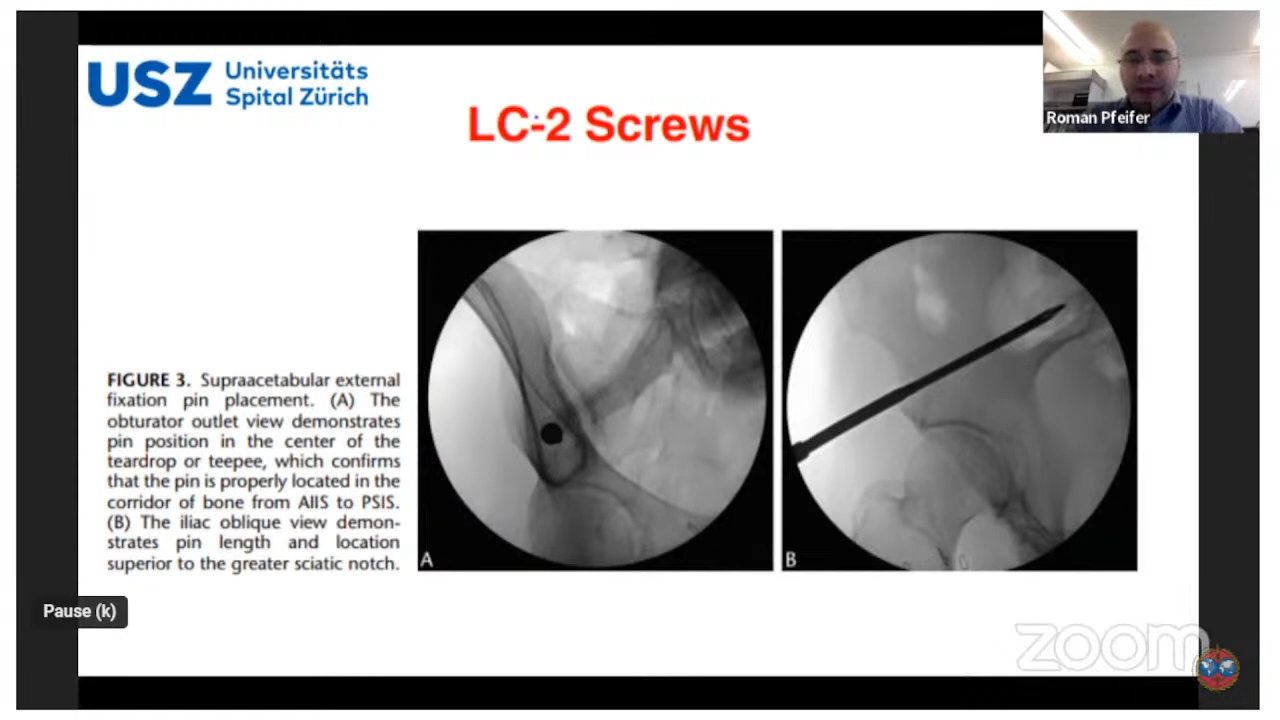 USZ Universitäts
Spital Zürich
LC-2 Screws
Roman Pfeifer
FIGURE 3. Supraacetabular external
fixation pin placement. (A) The
obturator outlet view demonstrates
pin position in the center of the
teardrop or teepee, which confirms
that the pin is properly located in the
corridor of bone from AIIS to PSIS.
(B) The iliac oblique view demon-
strates pin length and location
superior to the greater sciatic notch.
A
B
Pause (k)
zoom